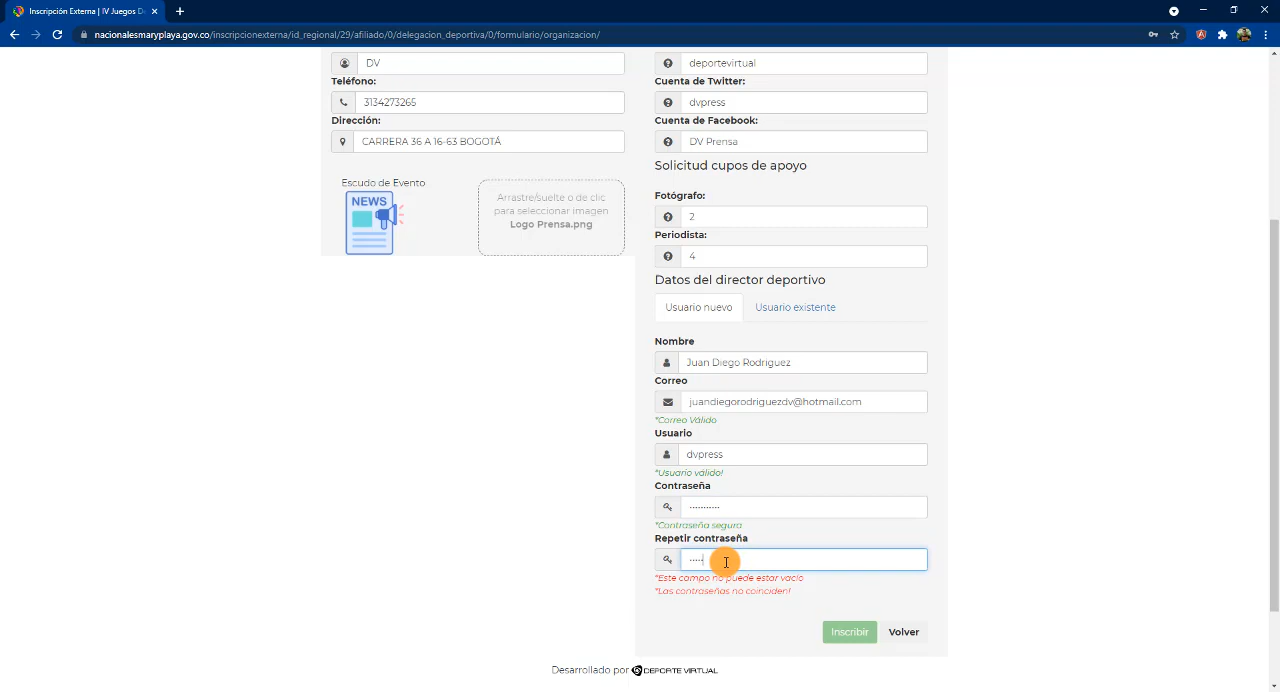 Inscripción Externa | IV Juegos De
nacionalesmaryplaya.gov.co/inscripcionexterna/id_regional/29/afiliado/0/delegacion_deportiva/0/formulario/organizacion/
DV
Teléfono:
3134273265
Dirección:
CARRERA 36 A 16-63 BOGOTÁ
Escudo de Evento
NEWS
Arrastre/suelte o de clic
para seleccionar imagen
Logo Prensa.png
deportevirtual
Cuenta de Twitter:
dvpress
Cuenta de Facebook:
DV Prensa
Solicitud cupos de apoyo
Fotógrafo:
2
Periodista:
4
Datos del director deportivo
Usuario nuevo
Usuario existente
Nombre
Juan Diego Rodriguez
Correo
juandiegorodriguezdv@hotmail.com
*Correo Válido
Usuario
dvpress
*Usuario válido!
Contraseña
···········
*Contraseña segura
Repetir contraseña
·····
*Este campo no puede estar vacío
*Las contraseñas no coinciden!
Inscribir
Volver
Desarrollado por DEPORTE VIRTUAL